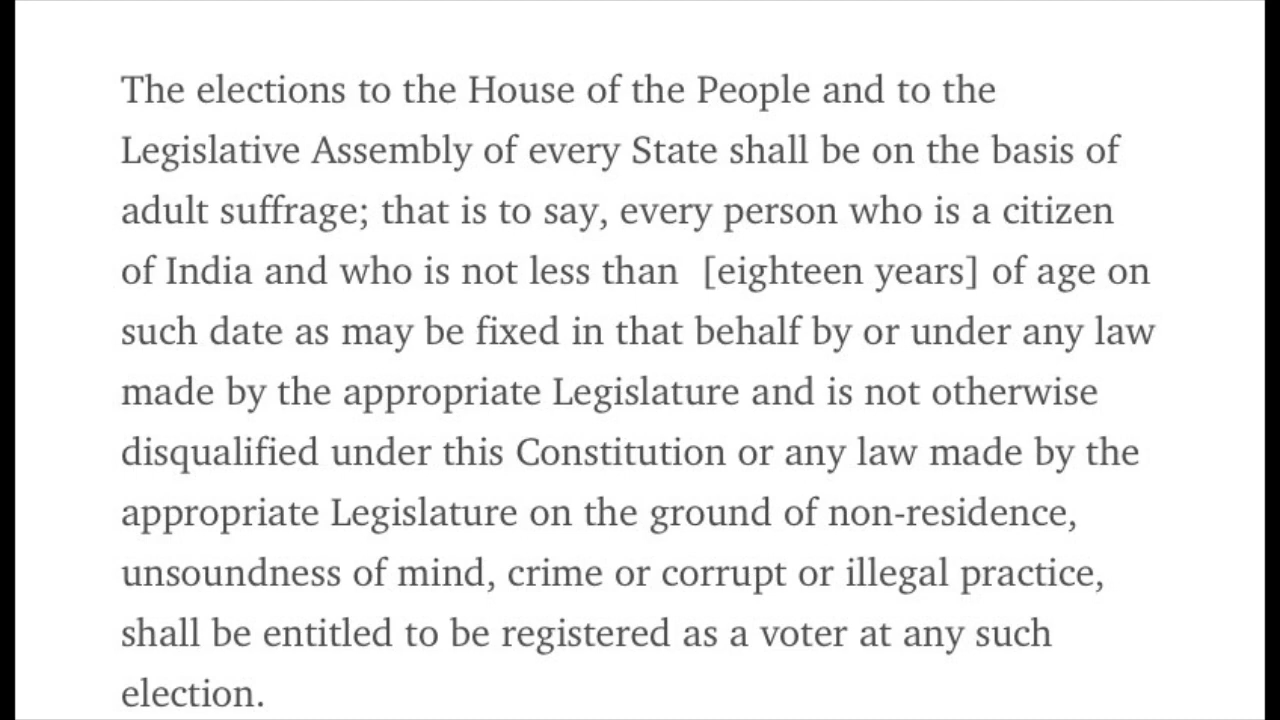 The elections to the House of the People and to the
Legislative Assembly of every State shall be on the basis of
adult suffrage; that is to say, every person who is a citizen
of India and who is not less than  [eighteen years] of age on
such date as may be fixed in that behalf by or under any law
made by the appropriate Legislature and is not otherwise
disqualified under this Constitution or any law made by the
appropriate Legislature on the ground of non-residence,
unsoundness of mind, crime or corrupt or illegal practice,
shall be entitled to be registered as a voter at any such
election.